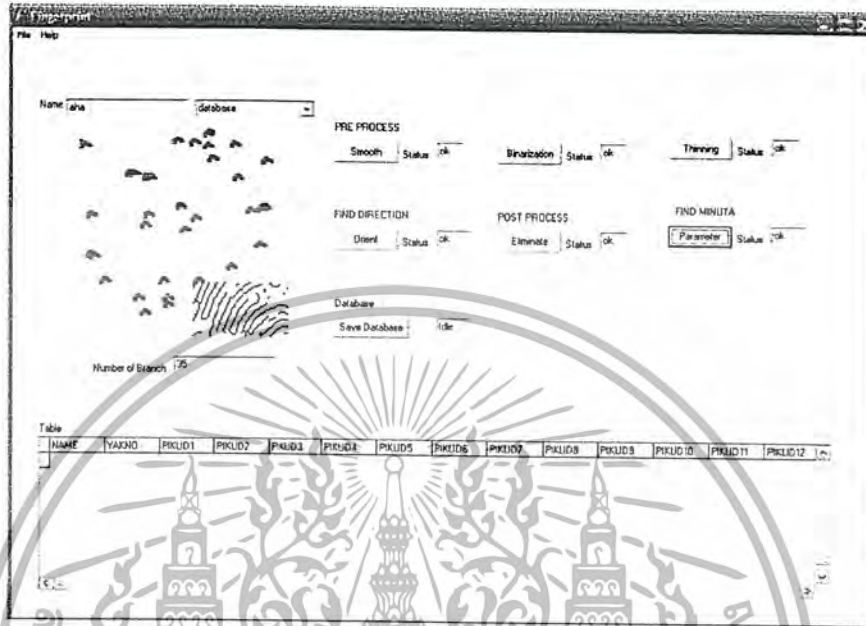 Fingerprint
File Help
Name aha database
PRE PROCESS
Smooth Status ok Binarization Status ok Thinning Status ok
FIND DIRECTION POST PROCESS FIND MINUTA
Orient Status ok Eliminate Status ok Parameter Status ok
Database
Save Database Idle
Number of Branch 35
Table
NAME YAKNO PIKUD1 PIKUD2 PIKUD3 PIKUD4 PIKUD5 PIKUD6 PIKUD7 PIKUD8 PIKUD9 PIKUD10 PIKUD11 PIKUD12